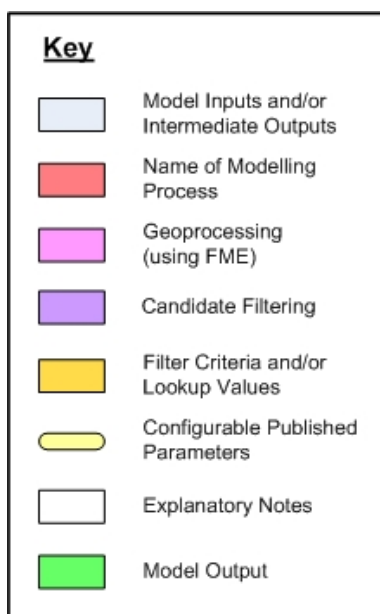 Key
Model Inputs and/or
Intermediate Outputs
Name of Modelling
Process
Geoprocessing
(using FME)
Candidate Filtering
Filter Criteria and/or
Lookup Values
Configurable Published
Parameters
Explanatory Notes
Model Output